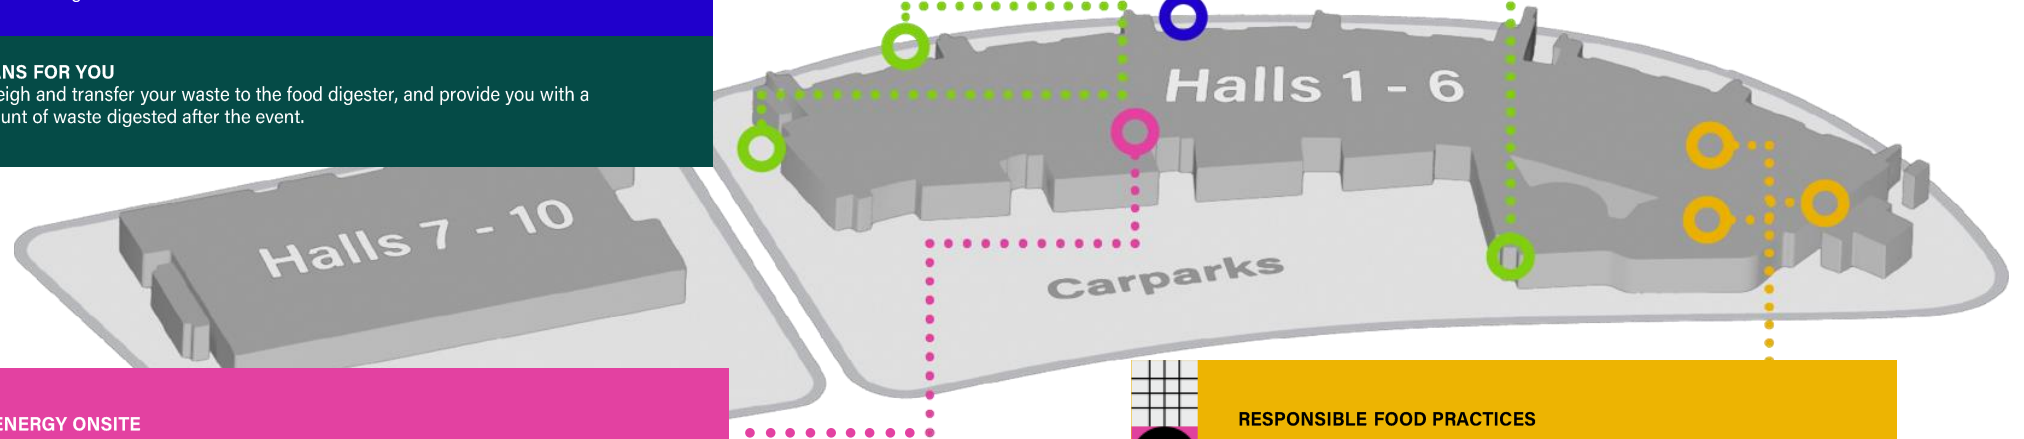 ANS FOR YOU
eigh and transfer your waste to the food digester, and provide you with a
unt of waste digested after the event.
Halls 1 - 6
Halls 7 - 10
Carparks
ENERGY ONSITE
RESPONSIBLE FOOD PRACTICES